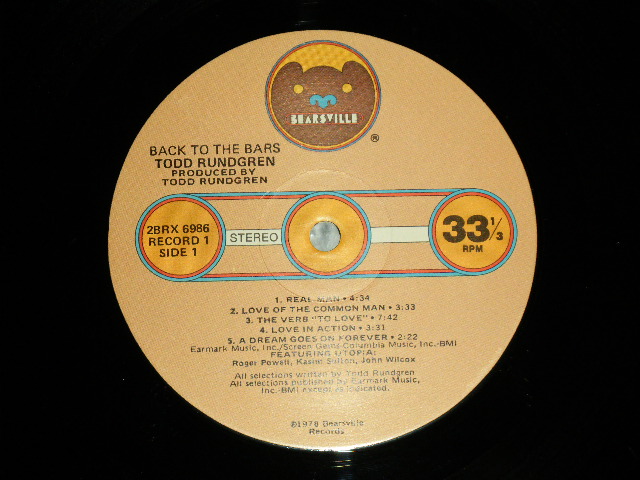 BEARSVILLE
®
BACK TO THE BARS
TODD RUNDGREN
PRODUCED BY
TODD RUNDGREN
2BRX 6986
RECORD 1
SIDE 1
STEREO
33 1/3
RPM
1. REAL MAN • 4:34
2. LOVE OF THE COMMON MAN • 3:33
3. THE VERB "TO LOVE" • 7:42
4. LOVE IN ACTION • 3:31
5. A DREAM GOES ON FOREVER • 2:22
Earmark Music, Inc./Screen Gems-Columbia Music, Inc.-BMI
FEATURING UTOPIA:
Roger Powell, Kasim Sulton, John Wilcox
All selections written by Todd Rundgren
All selections published by Earmark Music,
Inc.-BMI except as indicated.
©1978 Bearsville
Records